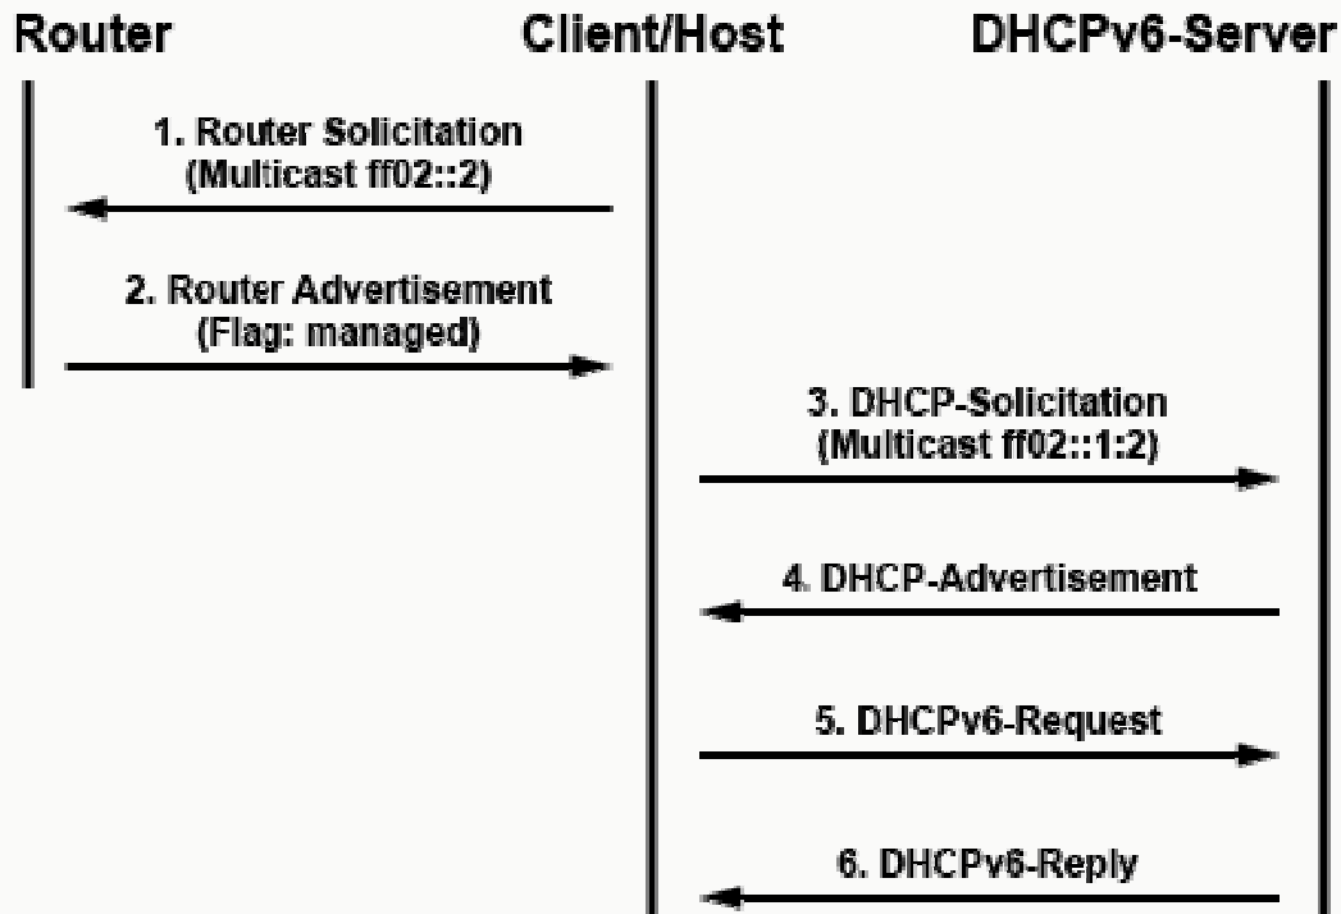 Router
Client/Host
DHCPv6-Server
1. Router Solicitation
(Multicast ff02::2)
2. Router Advertisement
(Flag: managed)
3. DHCP-Solicitation
(Multicast ff02::1:2)
4. DHCP-Advertisement
5. DHCPv6-Request
6. DHCPv6-Reply